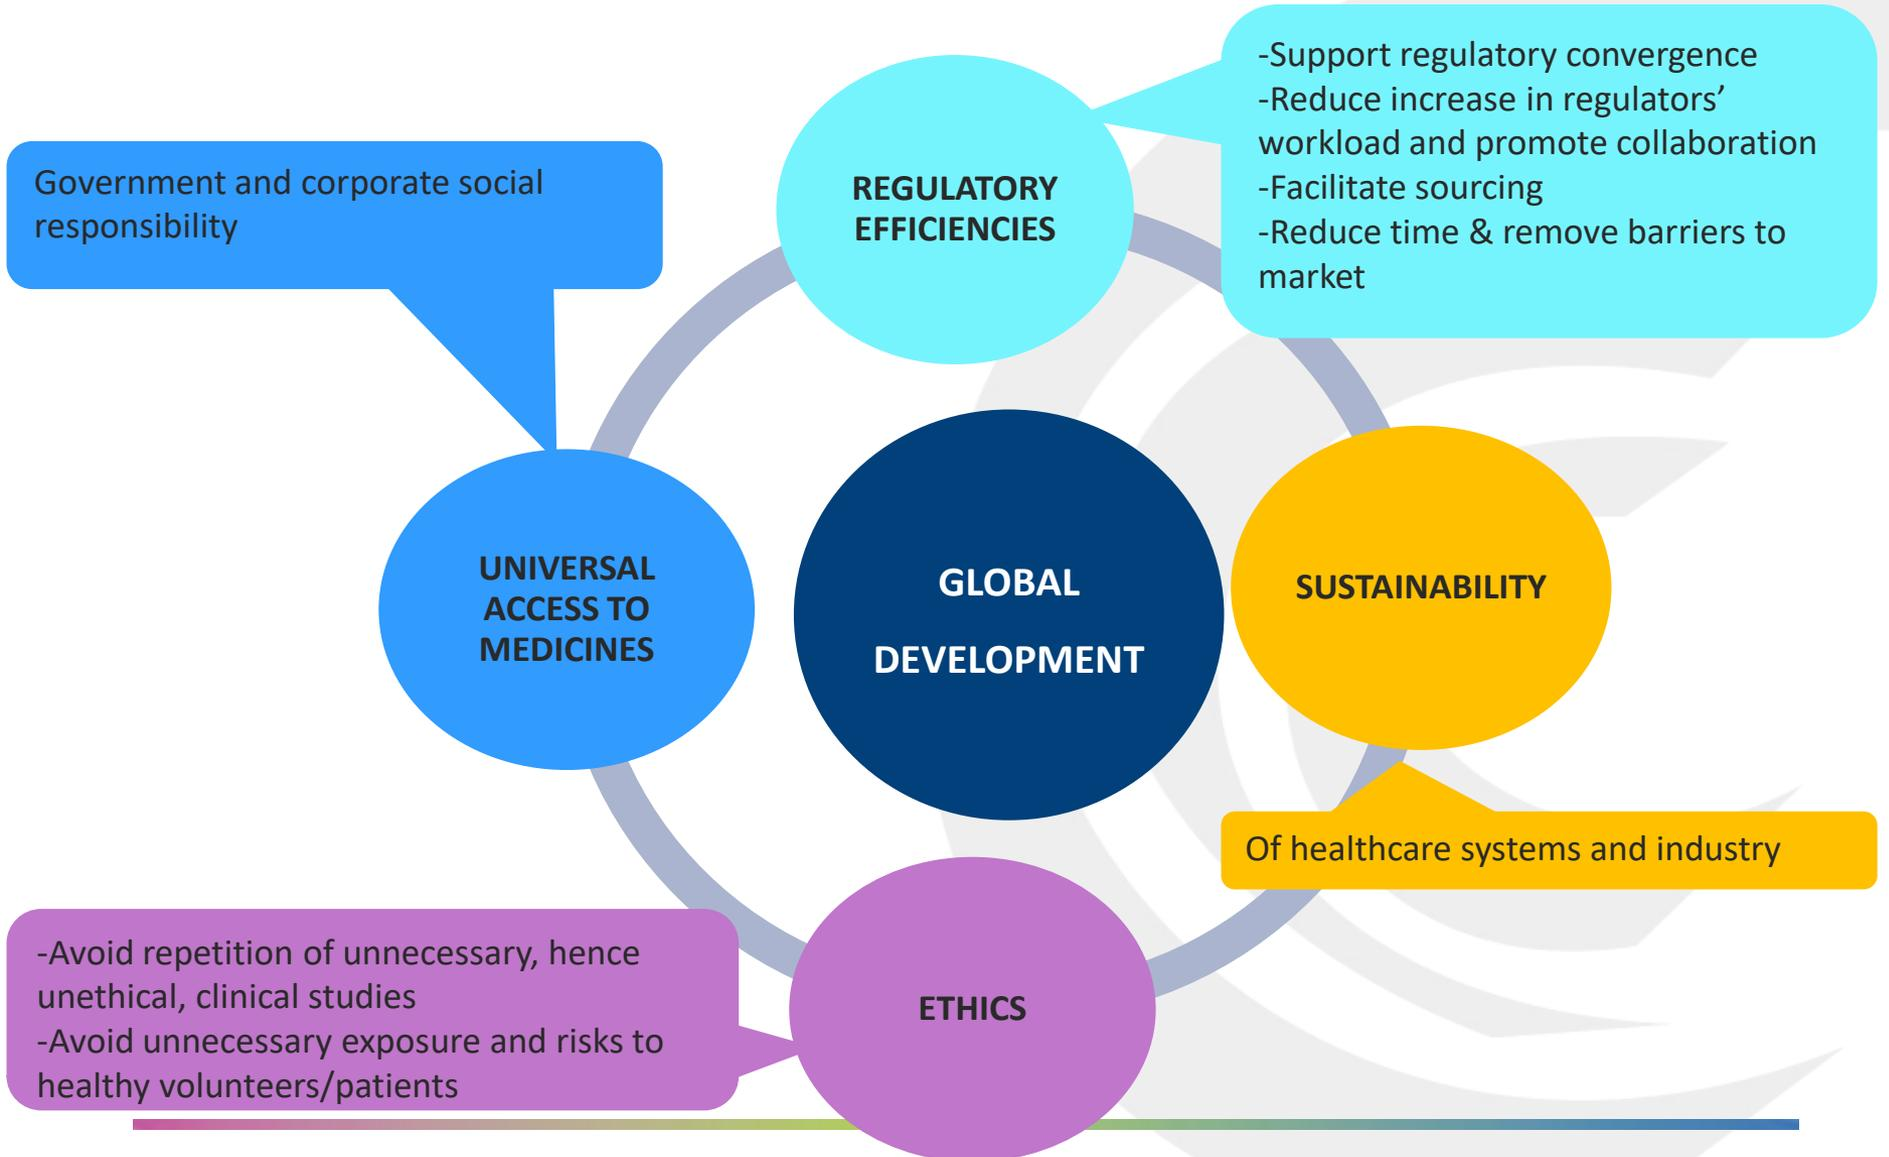 -Support regulatory convergence
-Reduce increase in regulators’
workload and promote collaboration
-Facilitate sourcing
-Reduce time & remove barriers to
market
Government and corporate social
responsibility
REGULATORY
EFFICIENCIES
UNIVERSAL
ACCESS TO
MEDICINES
GLOBAL
DEVELOPMENT
SUSTAINABILITY
Of healthcare systems and industry
-Avoid repetition of unnecessary, hence
unethical, clinical studies
-Avoid unnecessary exposure and risks to
healthy volunteers/patients
ETHICS